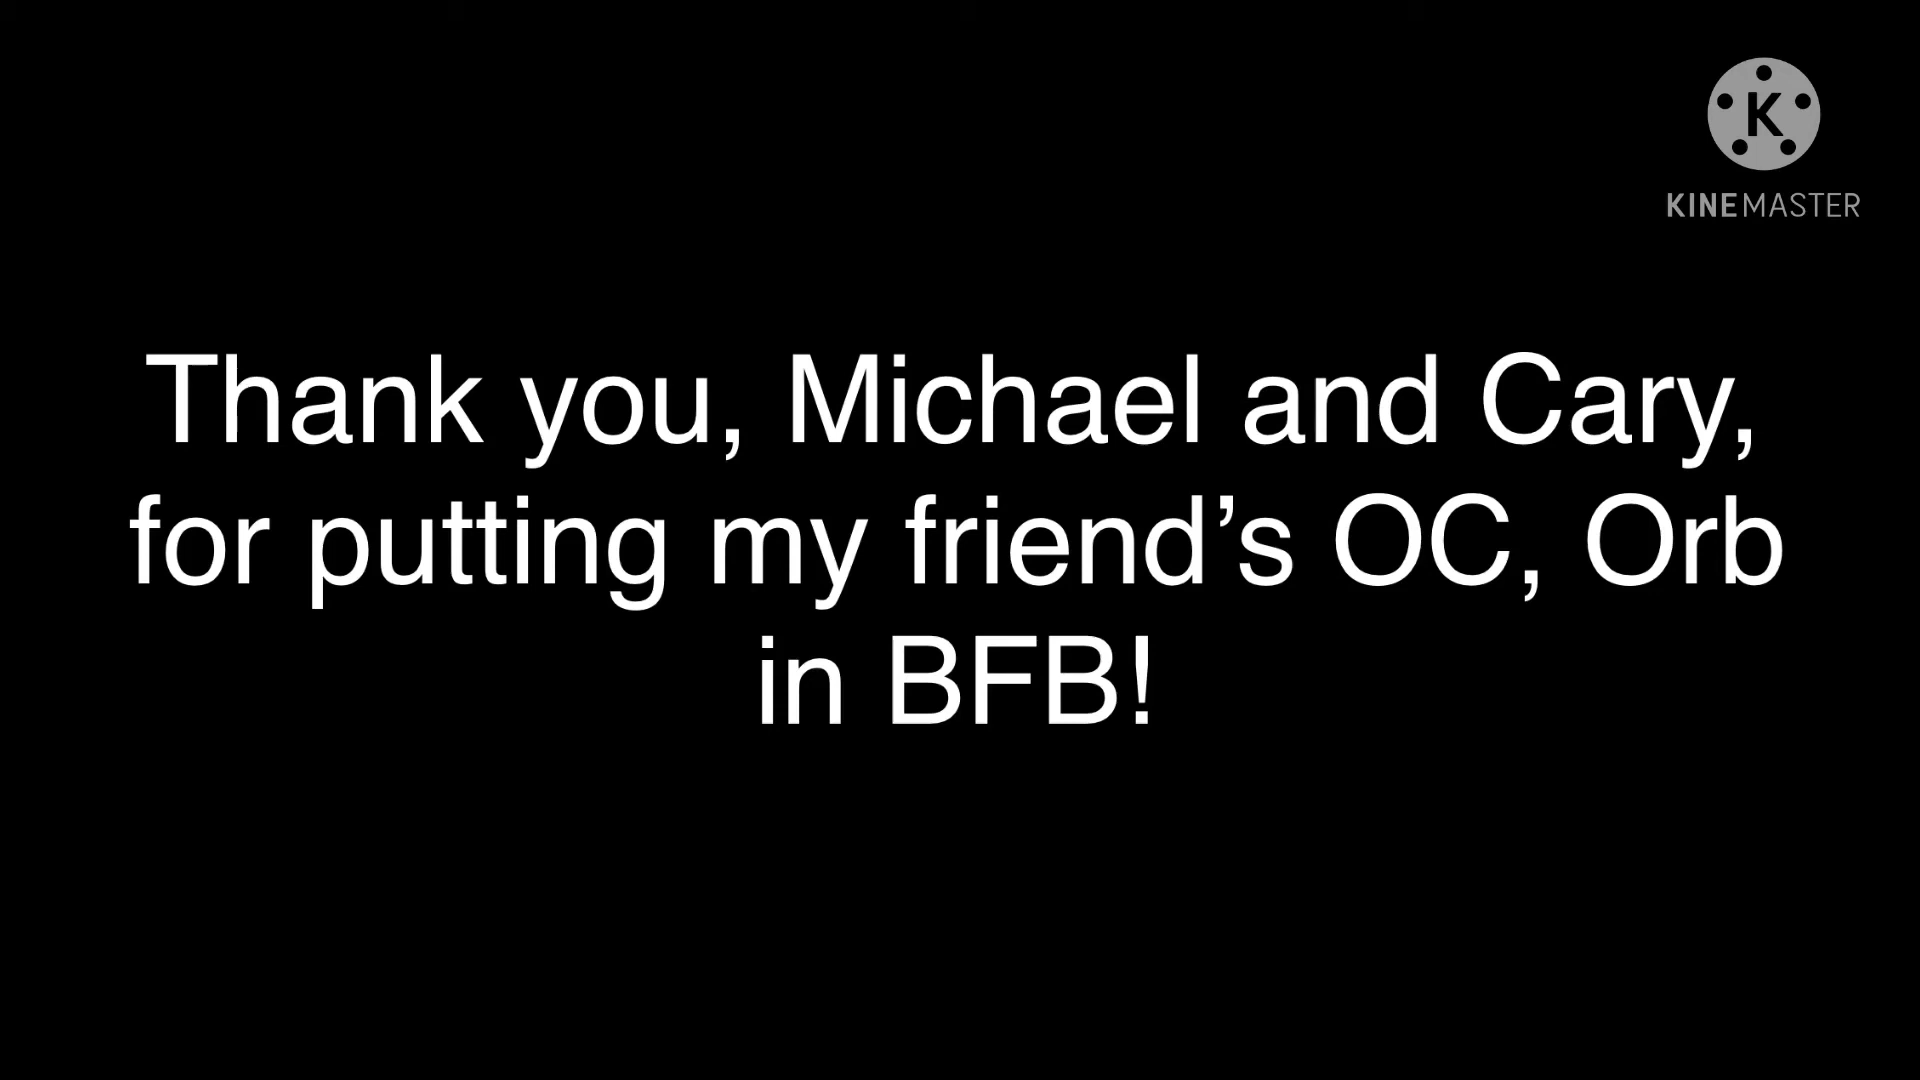 K
KINEMASTER
Thank you, Michael and Cary,
for putting my friend’s OC, Orb
in BFB!